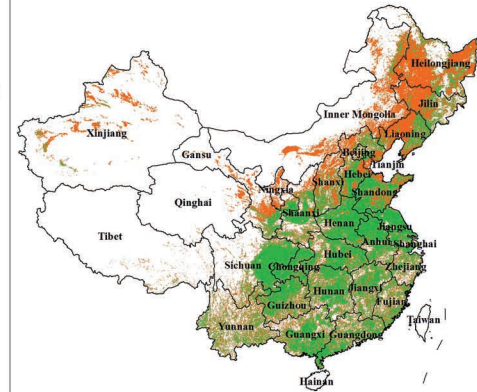 Heilongjiang
Jilin
Inner Mongolia
Liaoning
Xinjiang
Beijing
Gansu
Tianjin
Hebei
Ningxia
Shanxi
Shandong
Qinghai
Shaanxi
Jiangsu
Henan
Tibet
Anhui
Shanghai
Hubei
Sichuan
Chongqing
Zhejiang
Hunan
Jiangxi
Guizhou
Fujian
Yunnan
Taiwan
Guangxi
Guangdong
Hainan